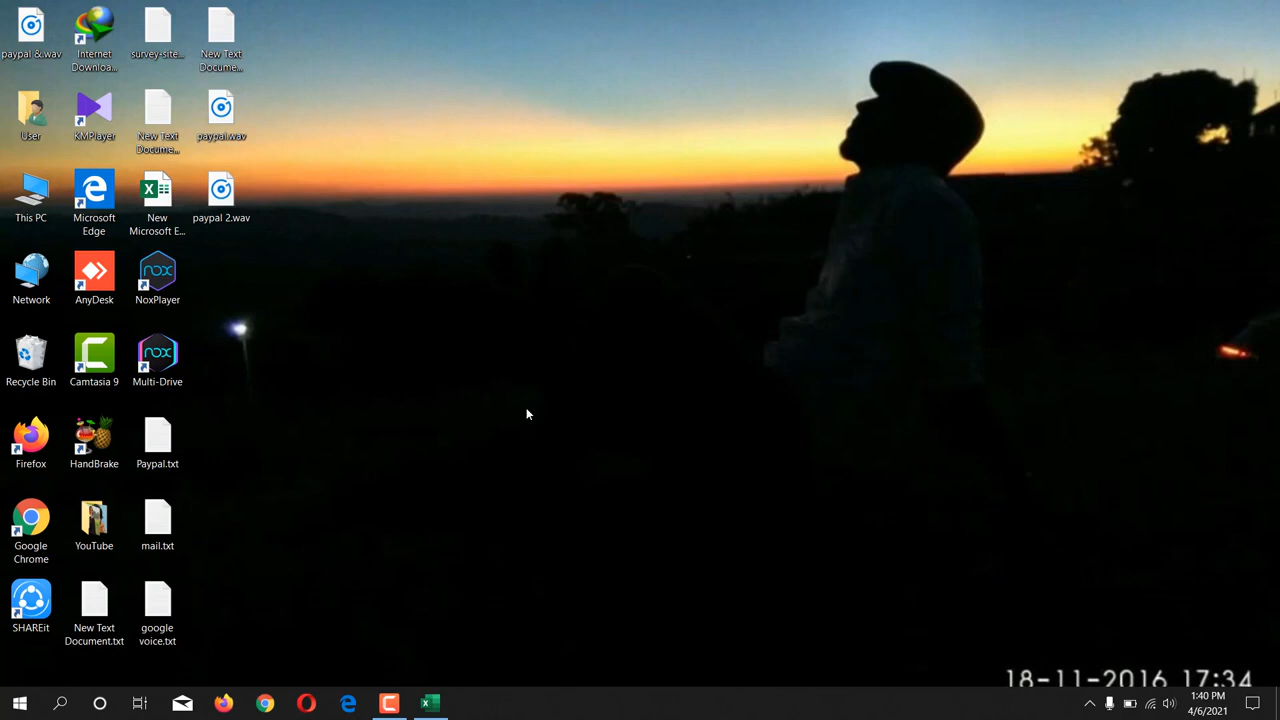 paypal &.wav
Internet
Downloa...
survey-site...
New Text
Docume...
User
KMPlayer
New Text
Docume...
paypal.wav
This PC
Microsoft
Edge
New
Microsoft E...
paypal 2.wav
Network
AnyDesk
NoxPlayer
Recycle Bin
Camtasia 9
Multi-Drive
Firefox
HandBrake
Paypal.txt
Google
Chrome
YouTube
mail.txt
SHAREit
New Text
Document.txt
google
voice.txt
18-11-2016 17:34
1:40 PM
4/6/2021